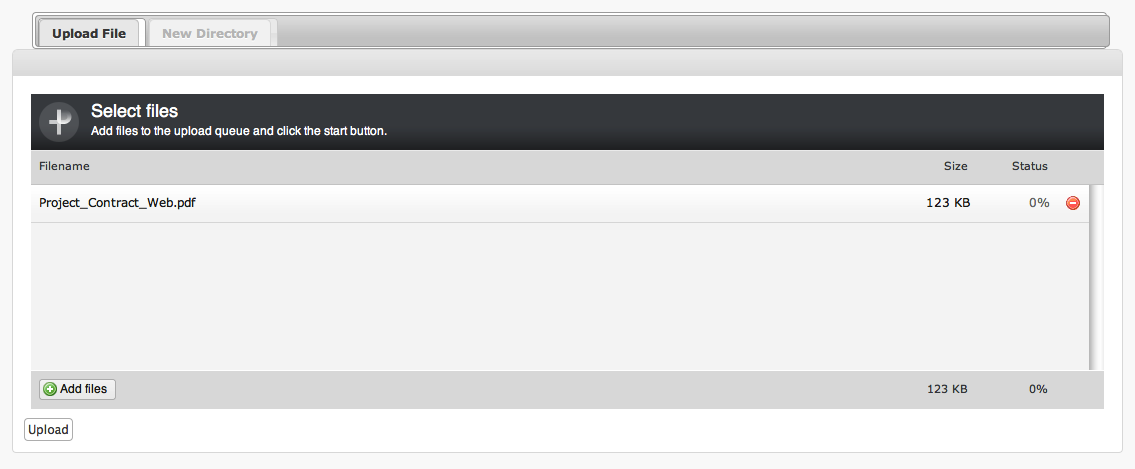 Upload File New Directory
Select files
Add files to the upload queue and click the start button.
Filename Size Status
Project_Contract_Web.pdf 123 KB 0%
Add files 123 KB 0%
Upload